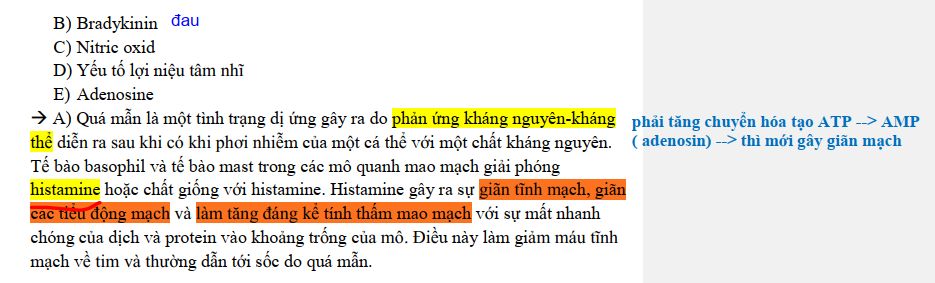 B) Bradykinin đau
C) Nitric oxid
D) Yếu tố lợi niệu tâm nhĩ
E) Adenosine
→ A) Quá mẫn là một tình trạng dị ứng gây ra do phản ứng kháng nguyên-kháng
thể diễn ra sau khi có khi phơi nhiễm của một cá thể với một chất kháng nguyên.
Tế bào basophil và tế bào mast trong các mô quanh mao mạch giải phóng
histamine hoặc chất giống với histamine. Histamine gây ra sự giãn tĩnh mạch, giãn
các tiểu động mạch và làm tăng đáng kể tính thấm mao mạch với sự mất nhanh
chóng của dịch và protein vào khoảng trống của mô. Điều này làm giảm máu tĩnh
mạch về tim và thường dẫn tới sốc do quá mẫn.
phải tăng chuyển hóa tạo ATP --> AMP
( adenosin) --> thì mới gây giãn mạch